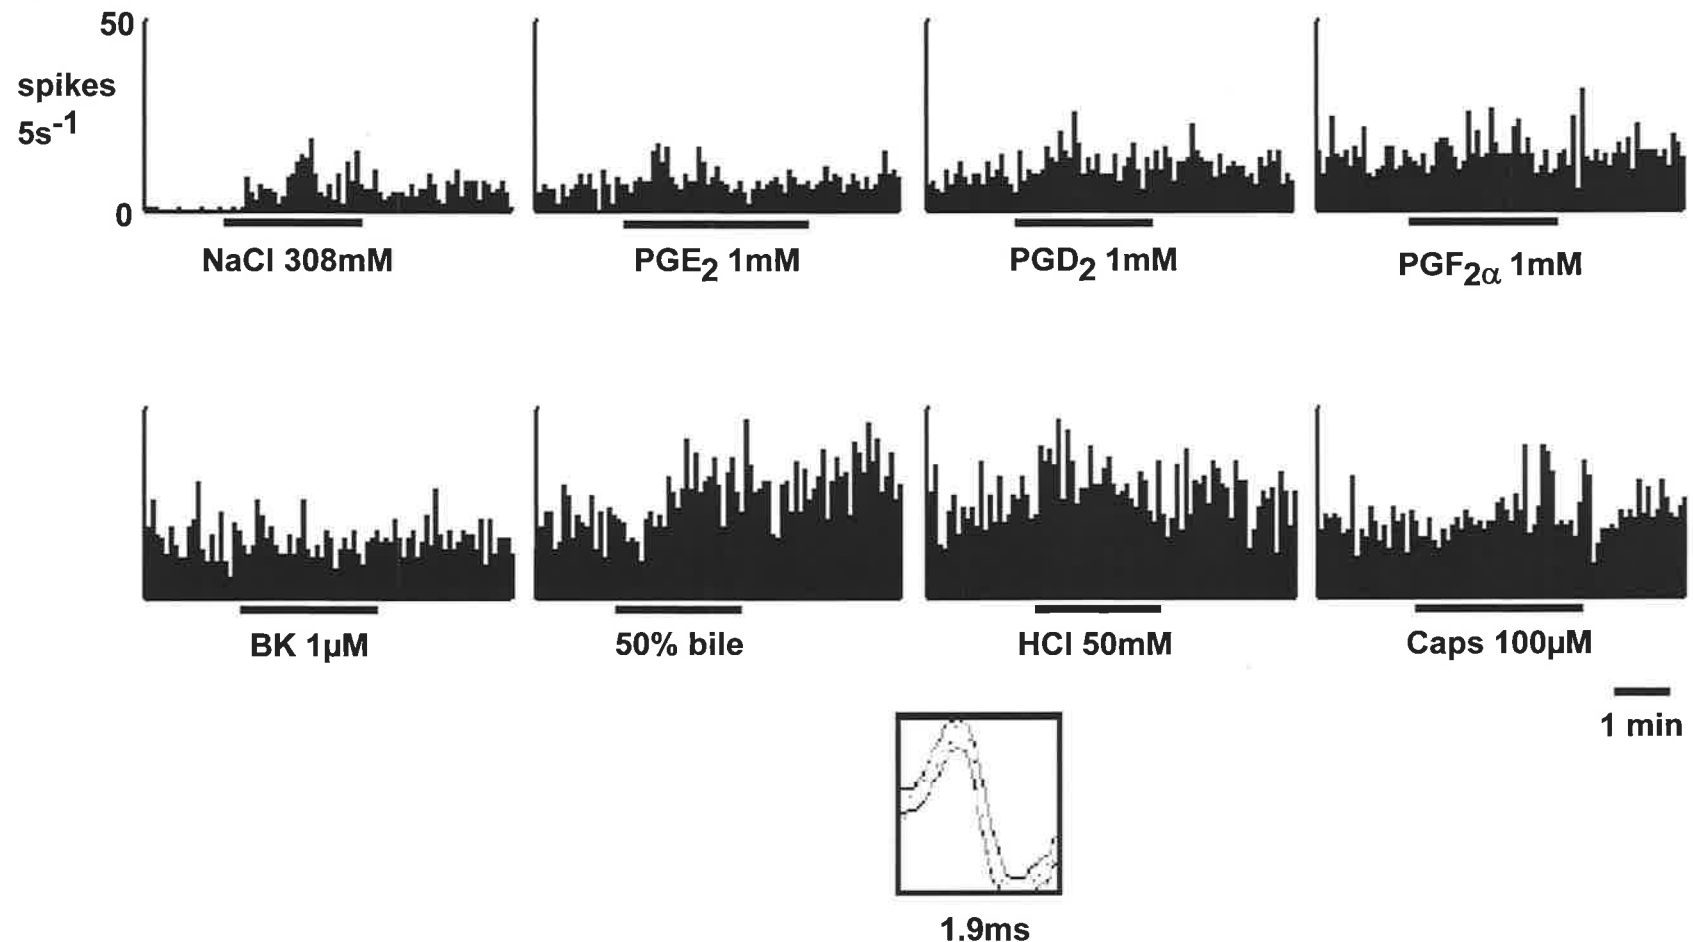 50
spikes
5s-1
0
NaCl 308mM
PGE2 1mM
PGD2 1mM
PGF2α 1mM
BK 1µM
50% bile
HCl 50mM
Caps 100µM
1 min
1.9ms